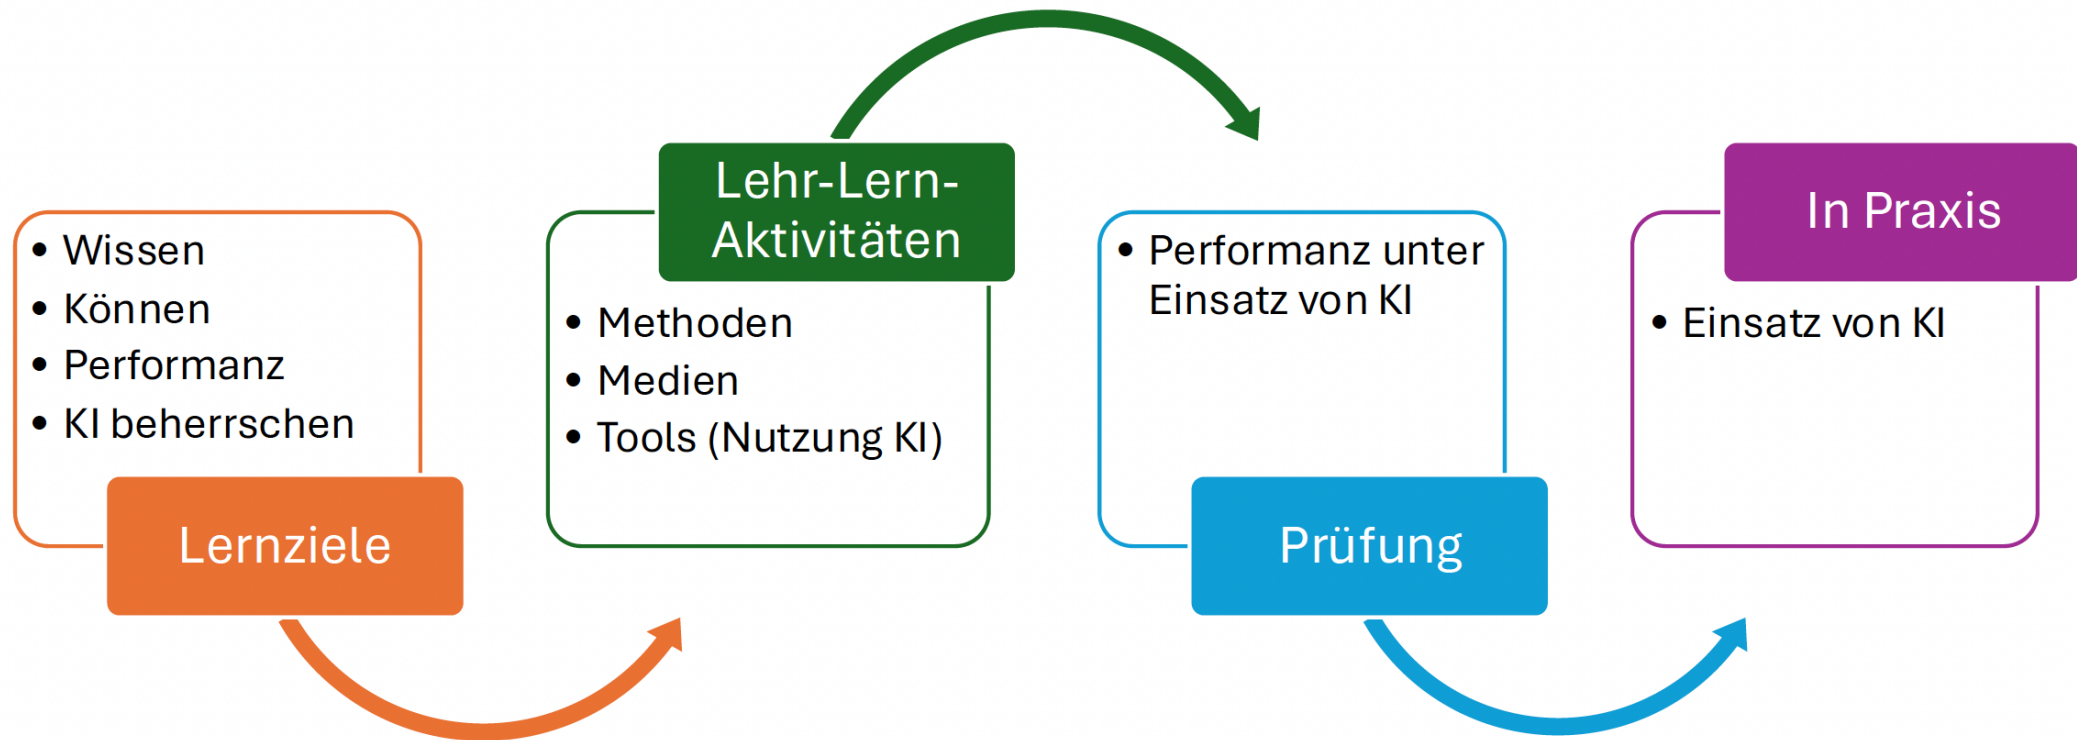 • Wissen
• Können
• Performanz
• KI beherrschen
Lernziele
Lehr-Lern-
Aktivitäten
• Methoden
• Medien
• Tools (Nutzung KI)
• Performanz unter
Einsatz von KI
Prüfung
In Praxis
• Einsatz von KI